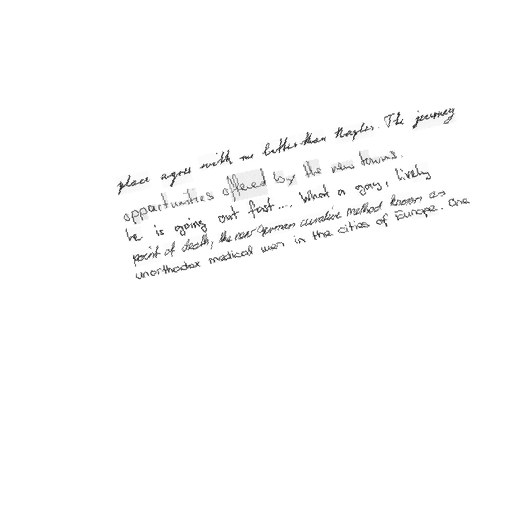 place agrees with me better than Naples. The journey
opportunities offered by the new towns.
he is going out fast .... What a gay, lively
point of death, the new German curative method known as
unorthodox medical men in the cities of Europe. One